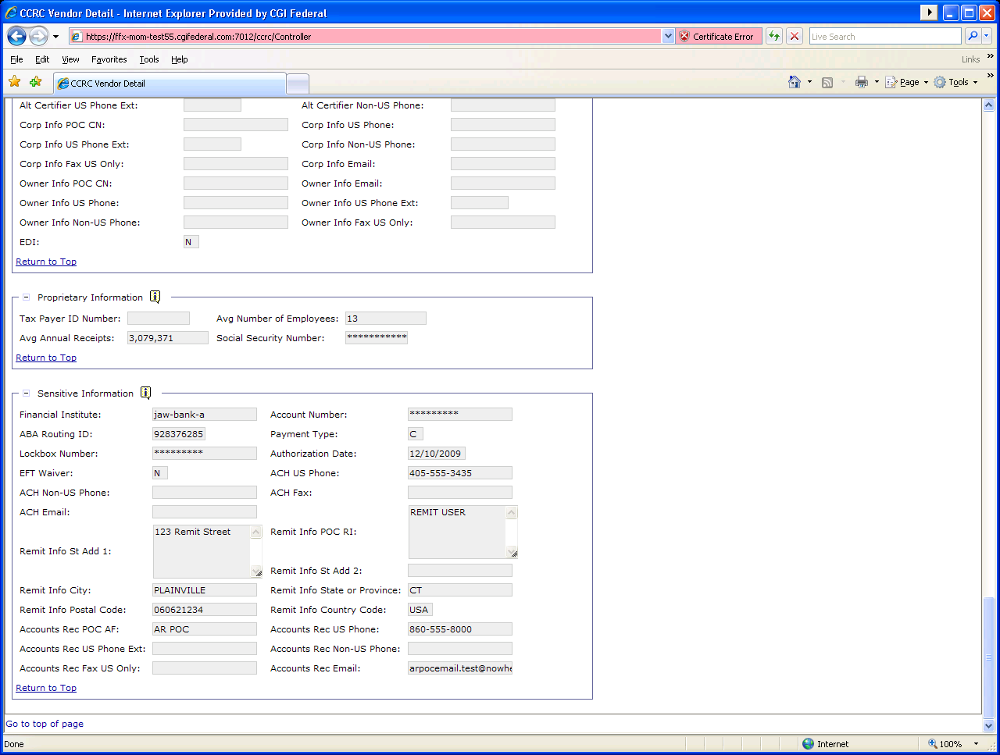 CCRC Vendor Detail - Internet Explorer Provided by CGI Federal
https://ffx-mom-test55.cgifederal.com:7012/ccrc/Controller
Certificate Error
Live Search
File Edit View Favorites Tools Help
Links »
CCRC Vendor Detail
Page Tools »
Alt Certifier US Phone Ext: Alt Certifier Non-US Phone:
Corp Info POC CN: Corp Info US Phone:
Corp Info US Phone Ext: Corp Info Non-US Phone:
Corp Info Fax US Only: Corp Info Email:
Owner Info POC CN: Owner Info Email:
Owner Info US Phone: Owner Info US Phone Ext:
Owner Info Non-US Phone: Owner Info Fax US Only:
EDI: N
Return to Top
Proprietary Information
Tax Payer ID Number: Avg Number of Employees: 13
Avg Annual Receipts: 3,079,371 Social Security Number: ***********
Return to Top
Sensitive Information
Financial Institute: jaw-bank-a Account Number: *********
ABA Routing ID: 928376285 Payment Type: C
Lockbox Number: ********* Authorization Date: 12/10/2009
EFT Waiver: N ACH US Phone: 405-555-3435
ACH Non-US Phone: ACH Fax:
ACH Email: REMIT USER
123 Remit Street Remit Info POC RI:
Remit Info St Add 1:
Remit Info St Add 2:
Remit Info City: PLAINVILLE Remit Info State or Province: CT
Remit Info Postal Code: 060621234 Remit Info Country Code: USA
Accounts Rec POC AF: AR POC Accounts Rec US Phone: 860-555-8000
Accounts Rec US Phone Ext: Accounts Rec Non-US Phone:
Accounts Rec Fax US Only: Accounts Rec Email: arpocemail.test@nowhe
Return to Top
Go to top of page
Done Internet 100%